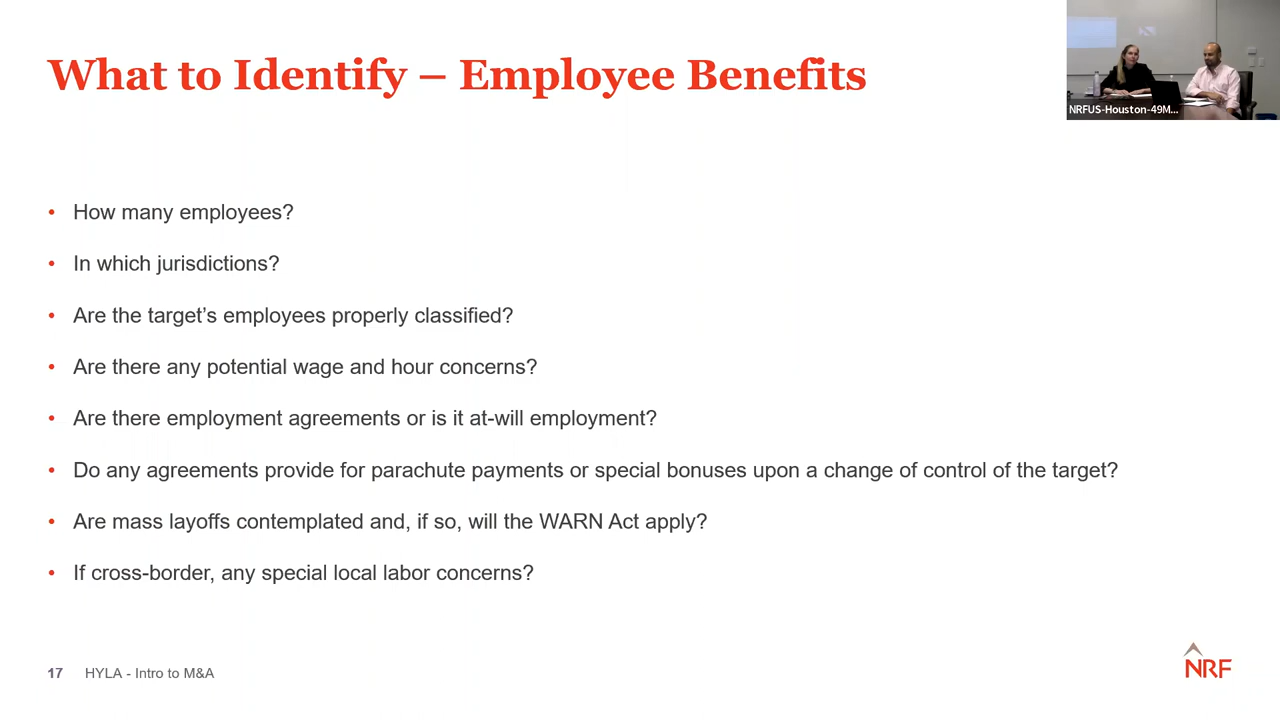 What to Identify – Employee Benefits
NRFUS-Houston-49M...
• How many employees?
• In which jurisdictions?
• Are the target’s employees properly classified?
• Are there any potential wage and hour concerns?
• Are there employment agreements or is it at-will employment?
• Do any agreements provide for parachute payments or special bonuses upon a change of control of the target?
• Are mass layoffs contemplated and, if so, will the WARN Act apply?
• If cross-border, any special local labor concerns?
17 HYLA - Intro to M&A
NRF